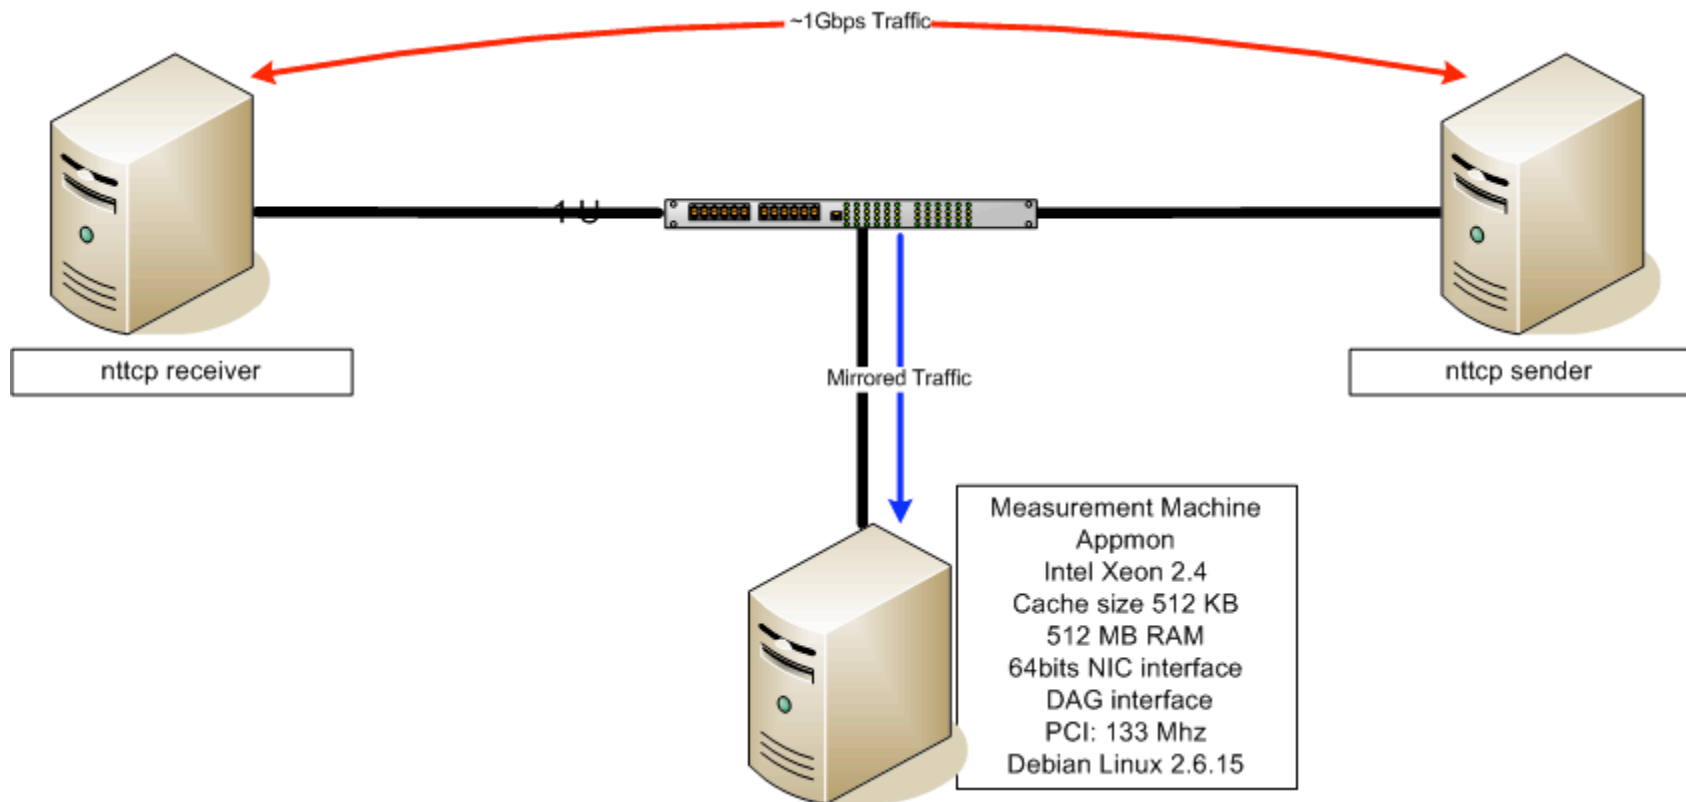 ~1Gbps Traffic
1 U
nttcp receiver
nttcp sender
Mirrored Traffic
Measurement Machine
Appmon
Intel Xeon 2.4
Cache size 512 KB
512 MB RAM
64bits NIC interface
DAG interface
PCI: 133 Mhz
Debian Linux 2.6.15